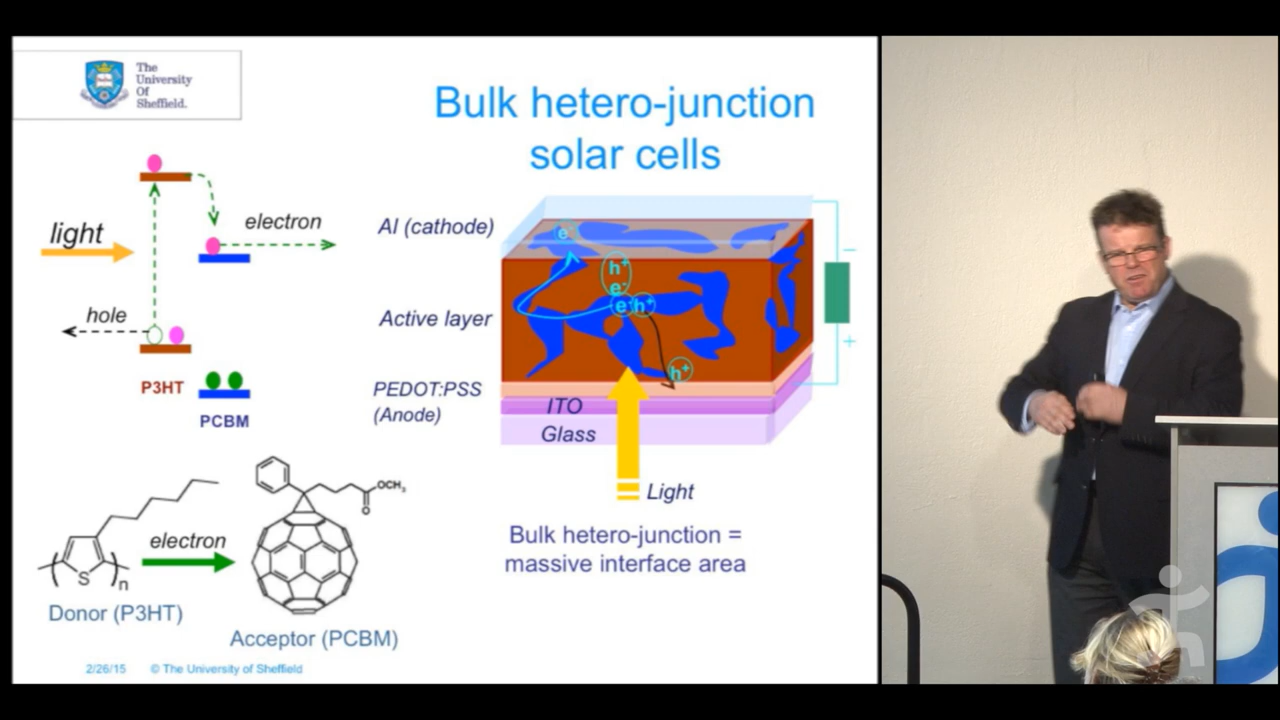 The
University
Of
Sheffield.
Bulk hetero-junction
solar cells
light
electron
hole
P3HT
PCBM
Al (cathode)
Active layer
PEDOT:PSS
(Anode)
e-
h+
e-
e-
h+
h+
ITO
Glass
−
+
Light
Bulk hetero-junction =
massive interface area
S
n
electron
OCH3
O
Donor (P3HT)
Acceptor (PCBM)
2/26/15 © The University of Sheffield